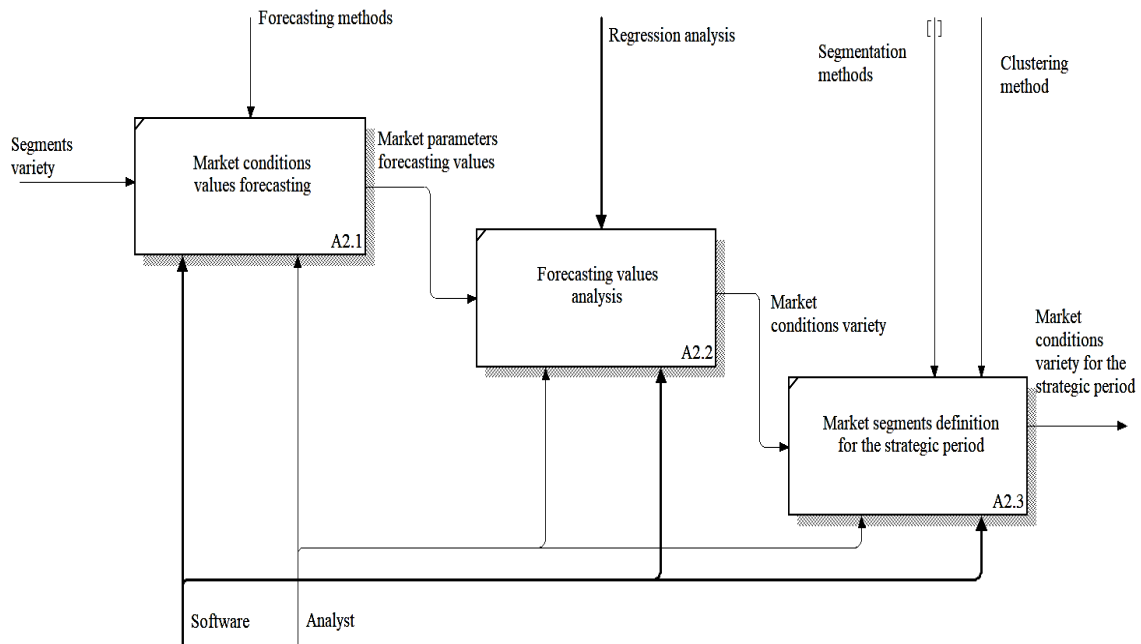 Forecasting methods
Regression analysis
[ ]
Segmentation
methods
Clustering
method
Segments
variety
Market conditions
values forecasting
A2.1
Market parameters
forecasting values
Forecasting values
analysis
A2.2
Market
conditions variety
Market
conditions
variety for the
strategic period
Market segments definition
for the strategic period
A2.3
Software
Analyst